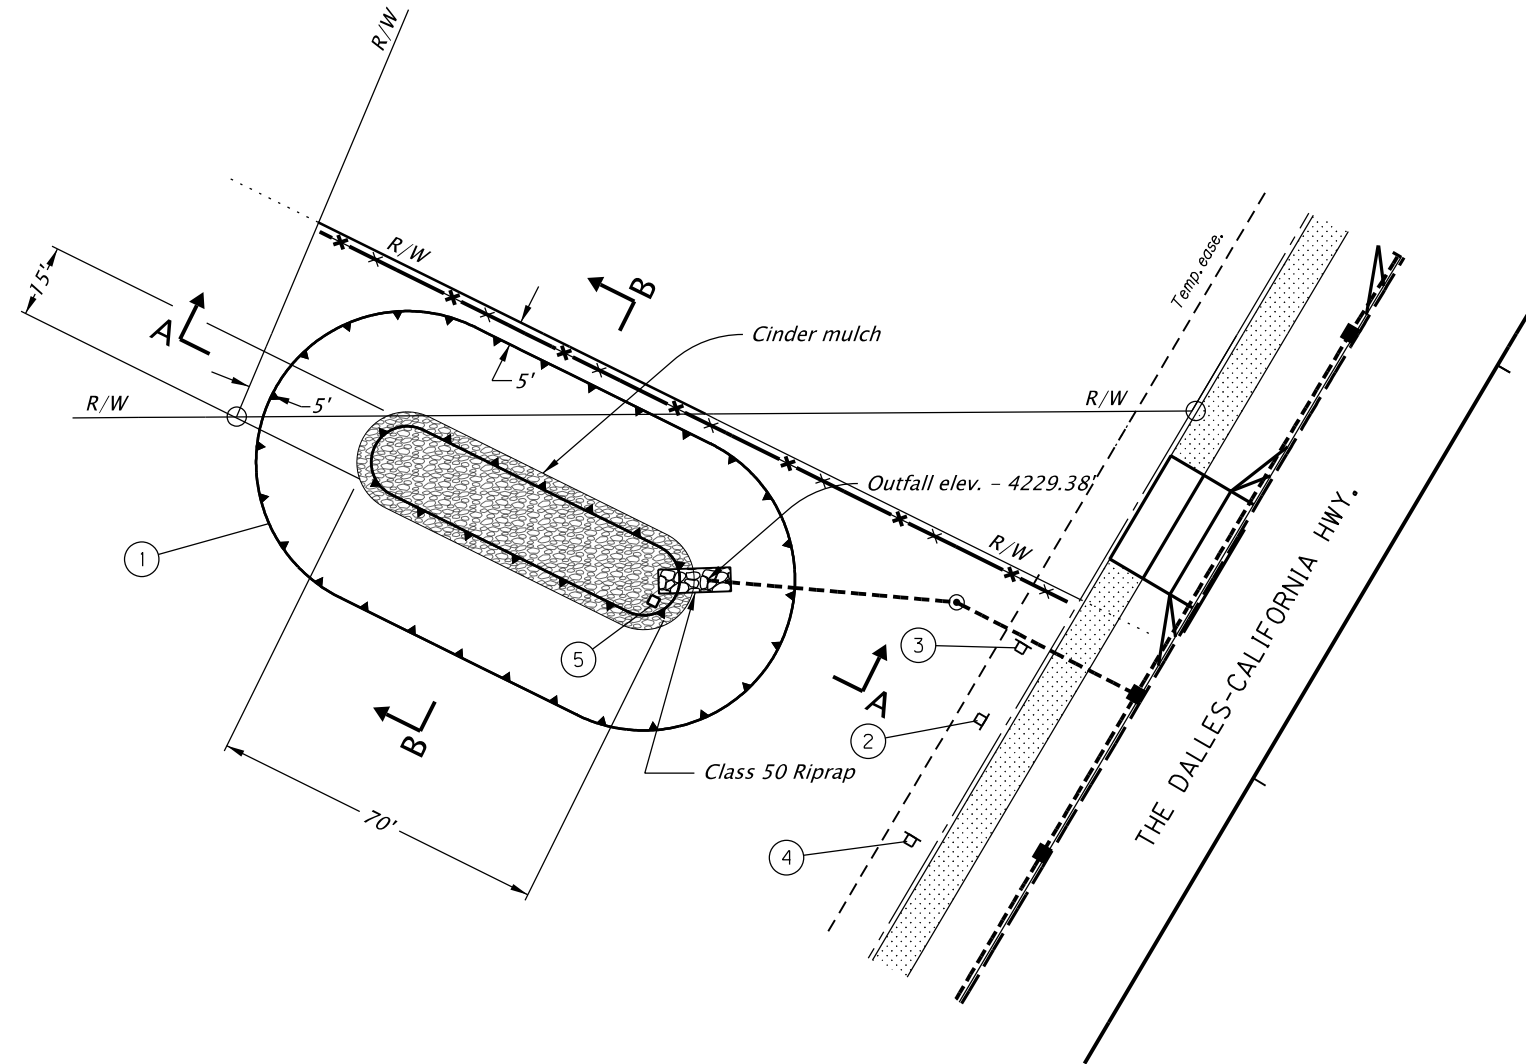 R/W
R/W
15'
A
B
Temp. ease.
Cinder mulch
5'
5'
R/W
R/W
Outfall elev. - 4229.38'
1
R/W
THE DALLES-CALIFORNIA HWY.
3
5
A
2
B
Class 50 Riprap
70'
4